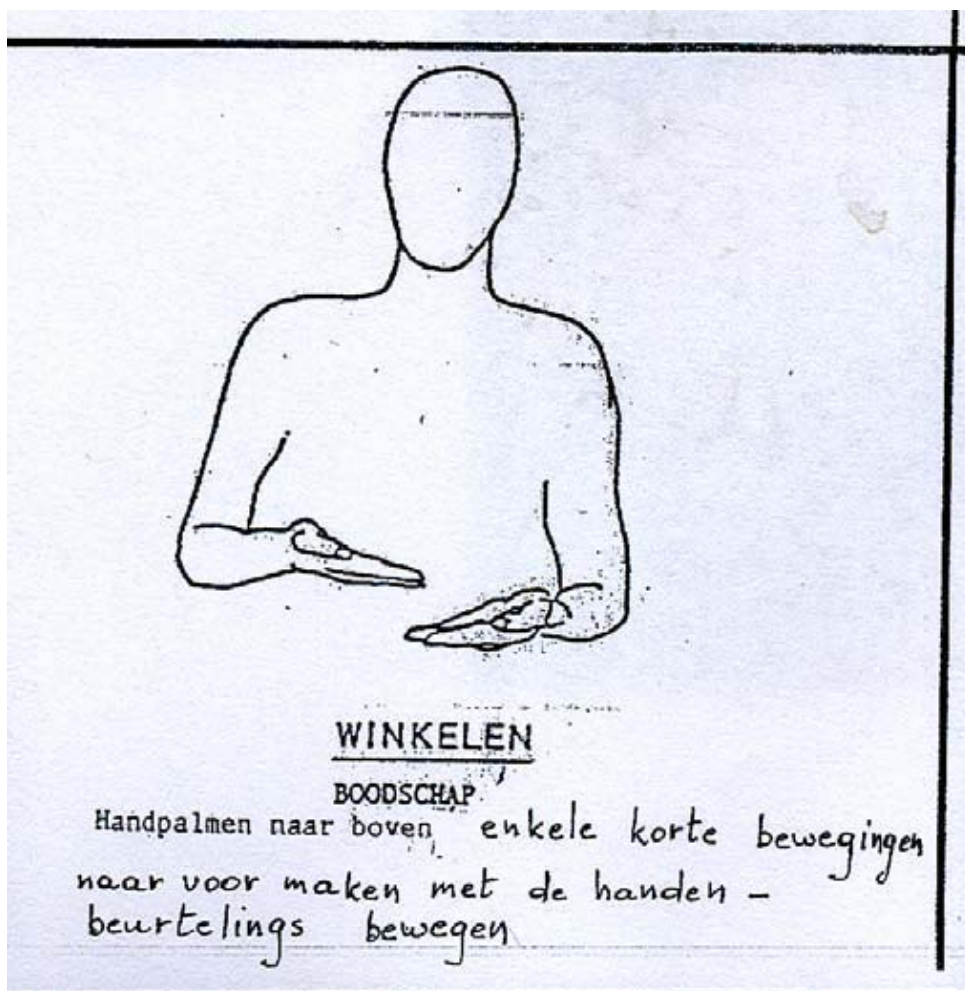 WINKELEN
BOODSCHAP
Handpalmen naar boven enkele korte bewegingen
naar voor maken met de handen -
beurtelings bewegen